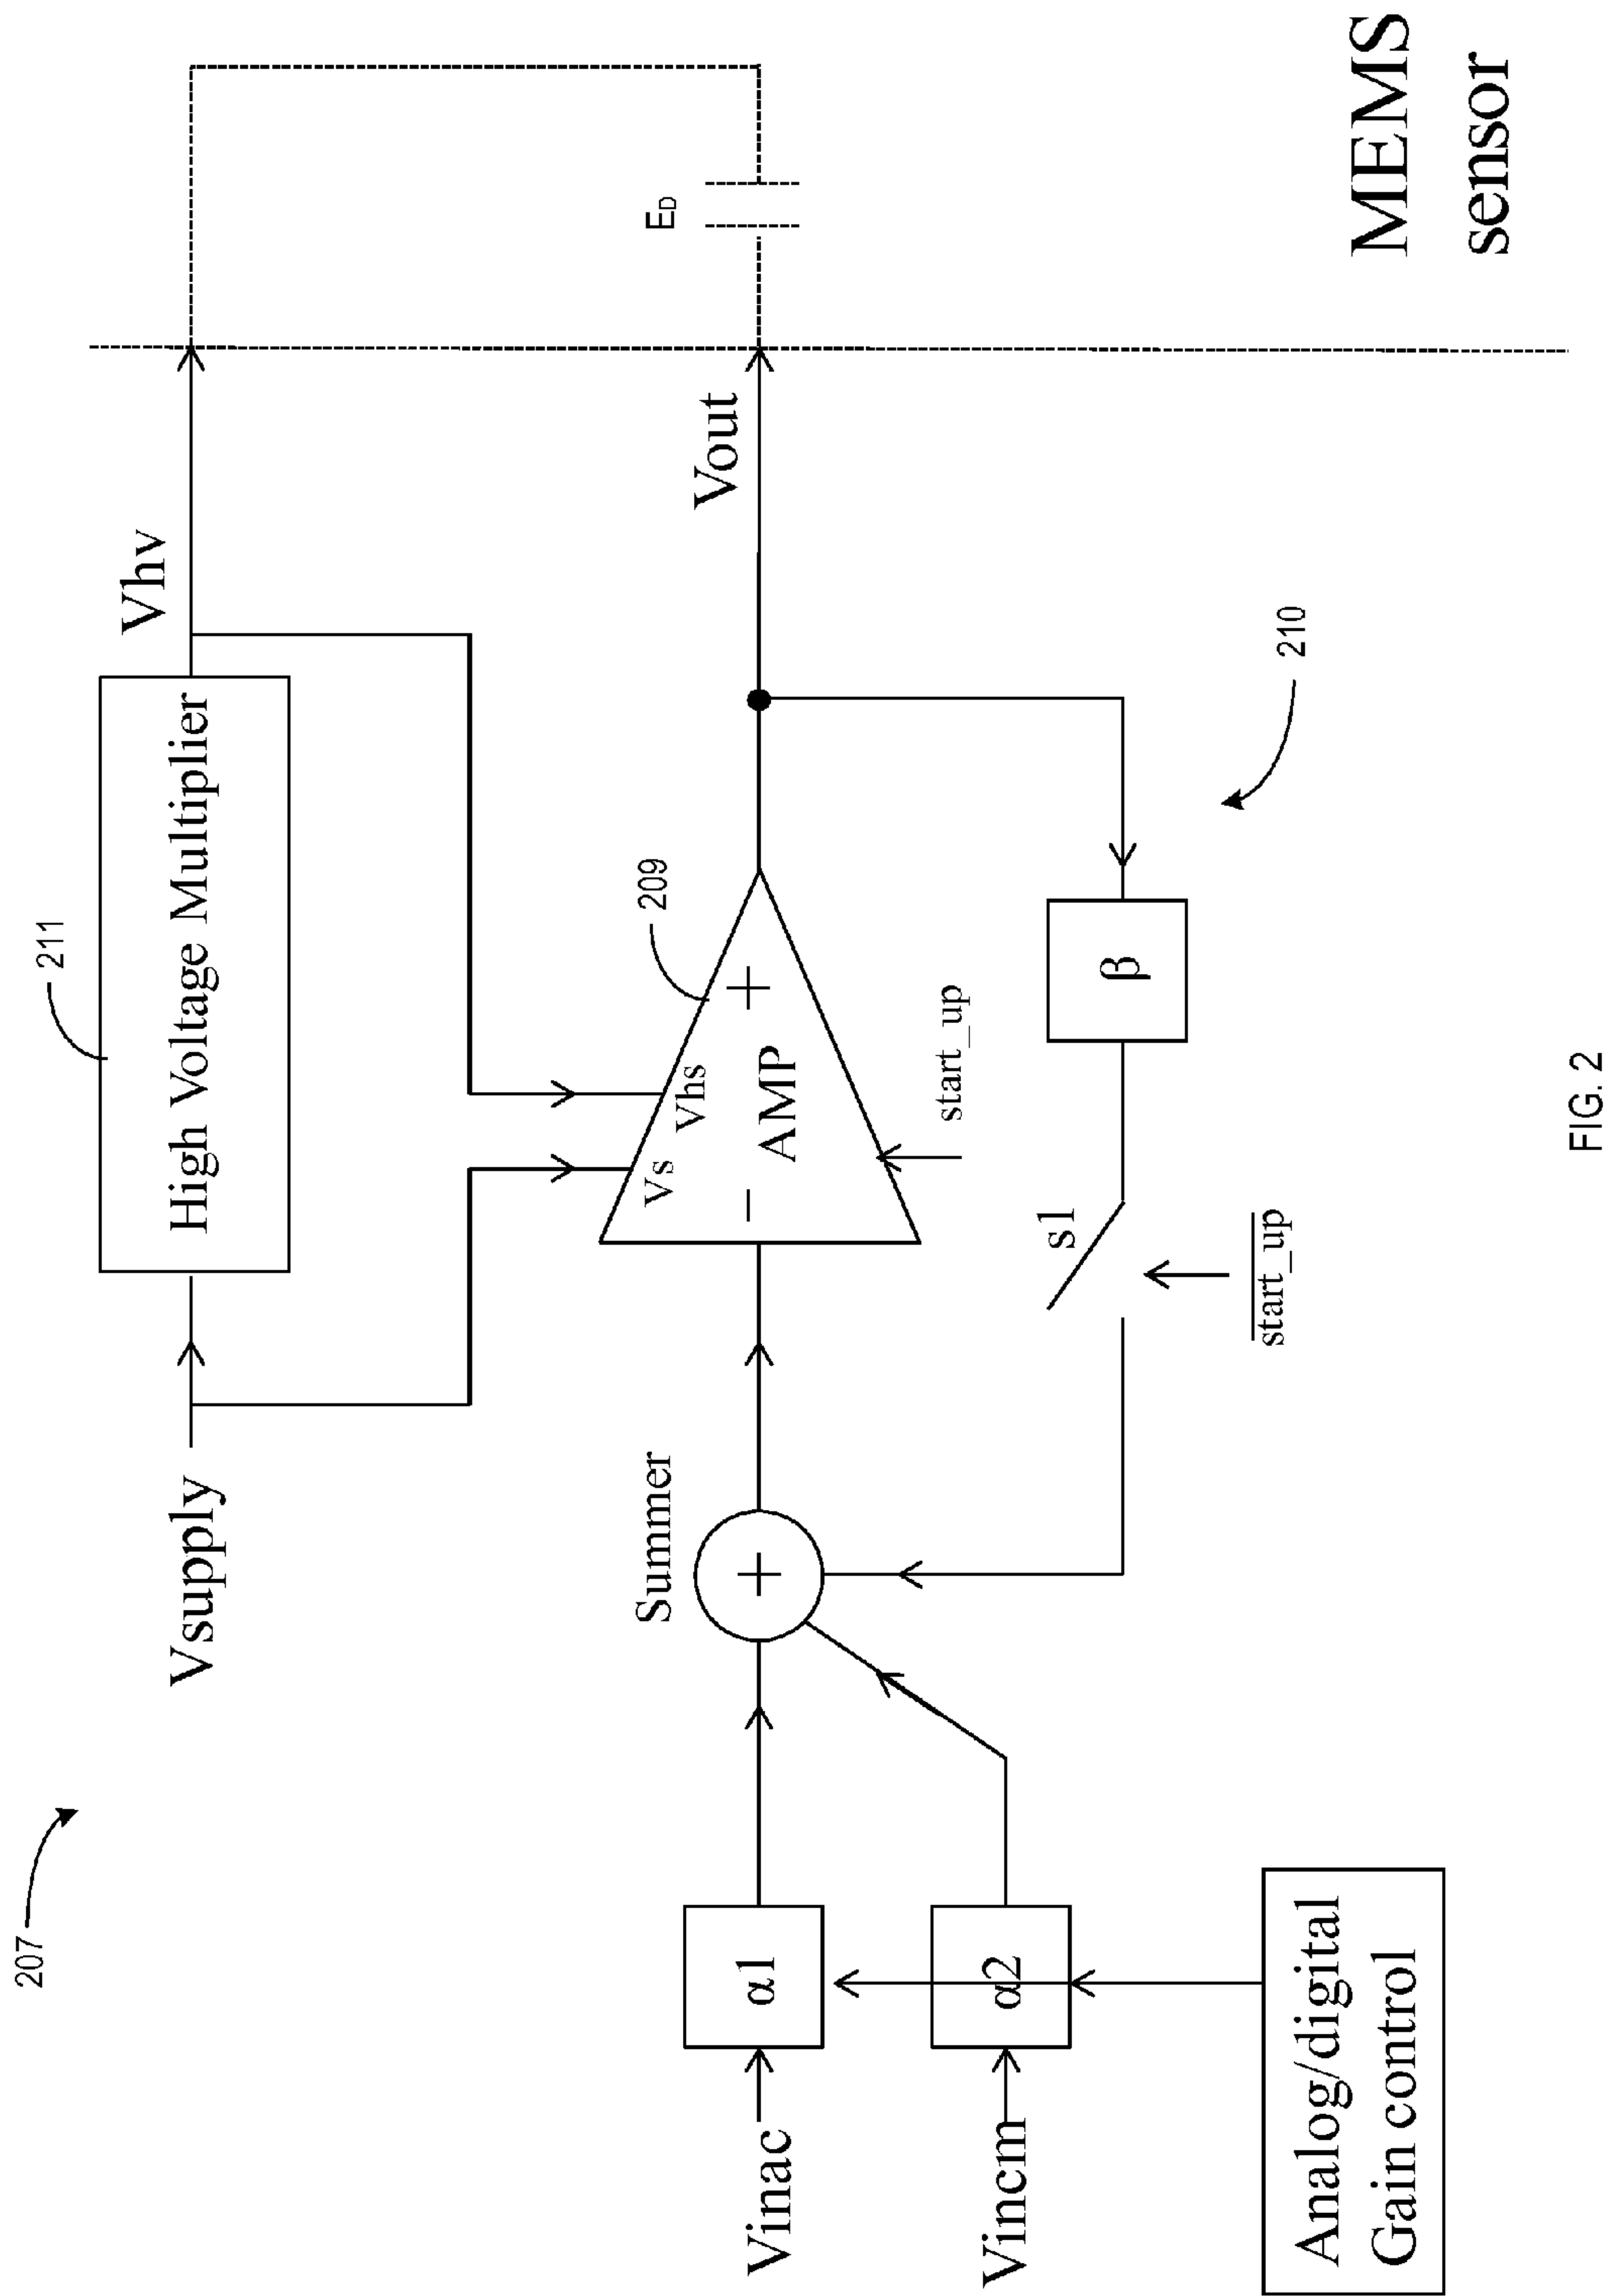 207
211
Vsupply
High Voltage Multiplier
Vhv
Summer
209
Vs
Vhs
−
AMP
+
ED
Vout
Vinac
α1
+
start_up
Vincm
α2
s1
β
start_up
210
Analog/digital
Gain control
MEMS
sensor
FIG. 2